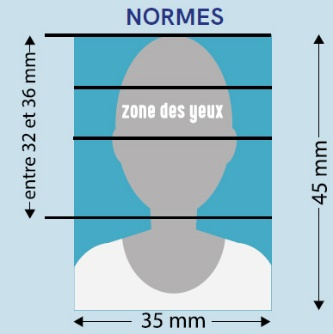 NORMES
entre 32 et 36 mm
zone des yeux
45 mm
35 mm